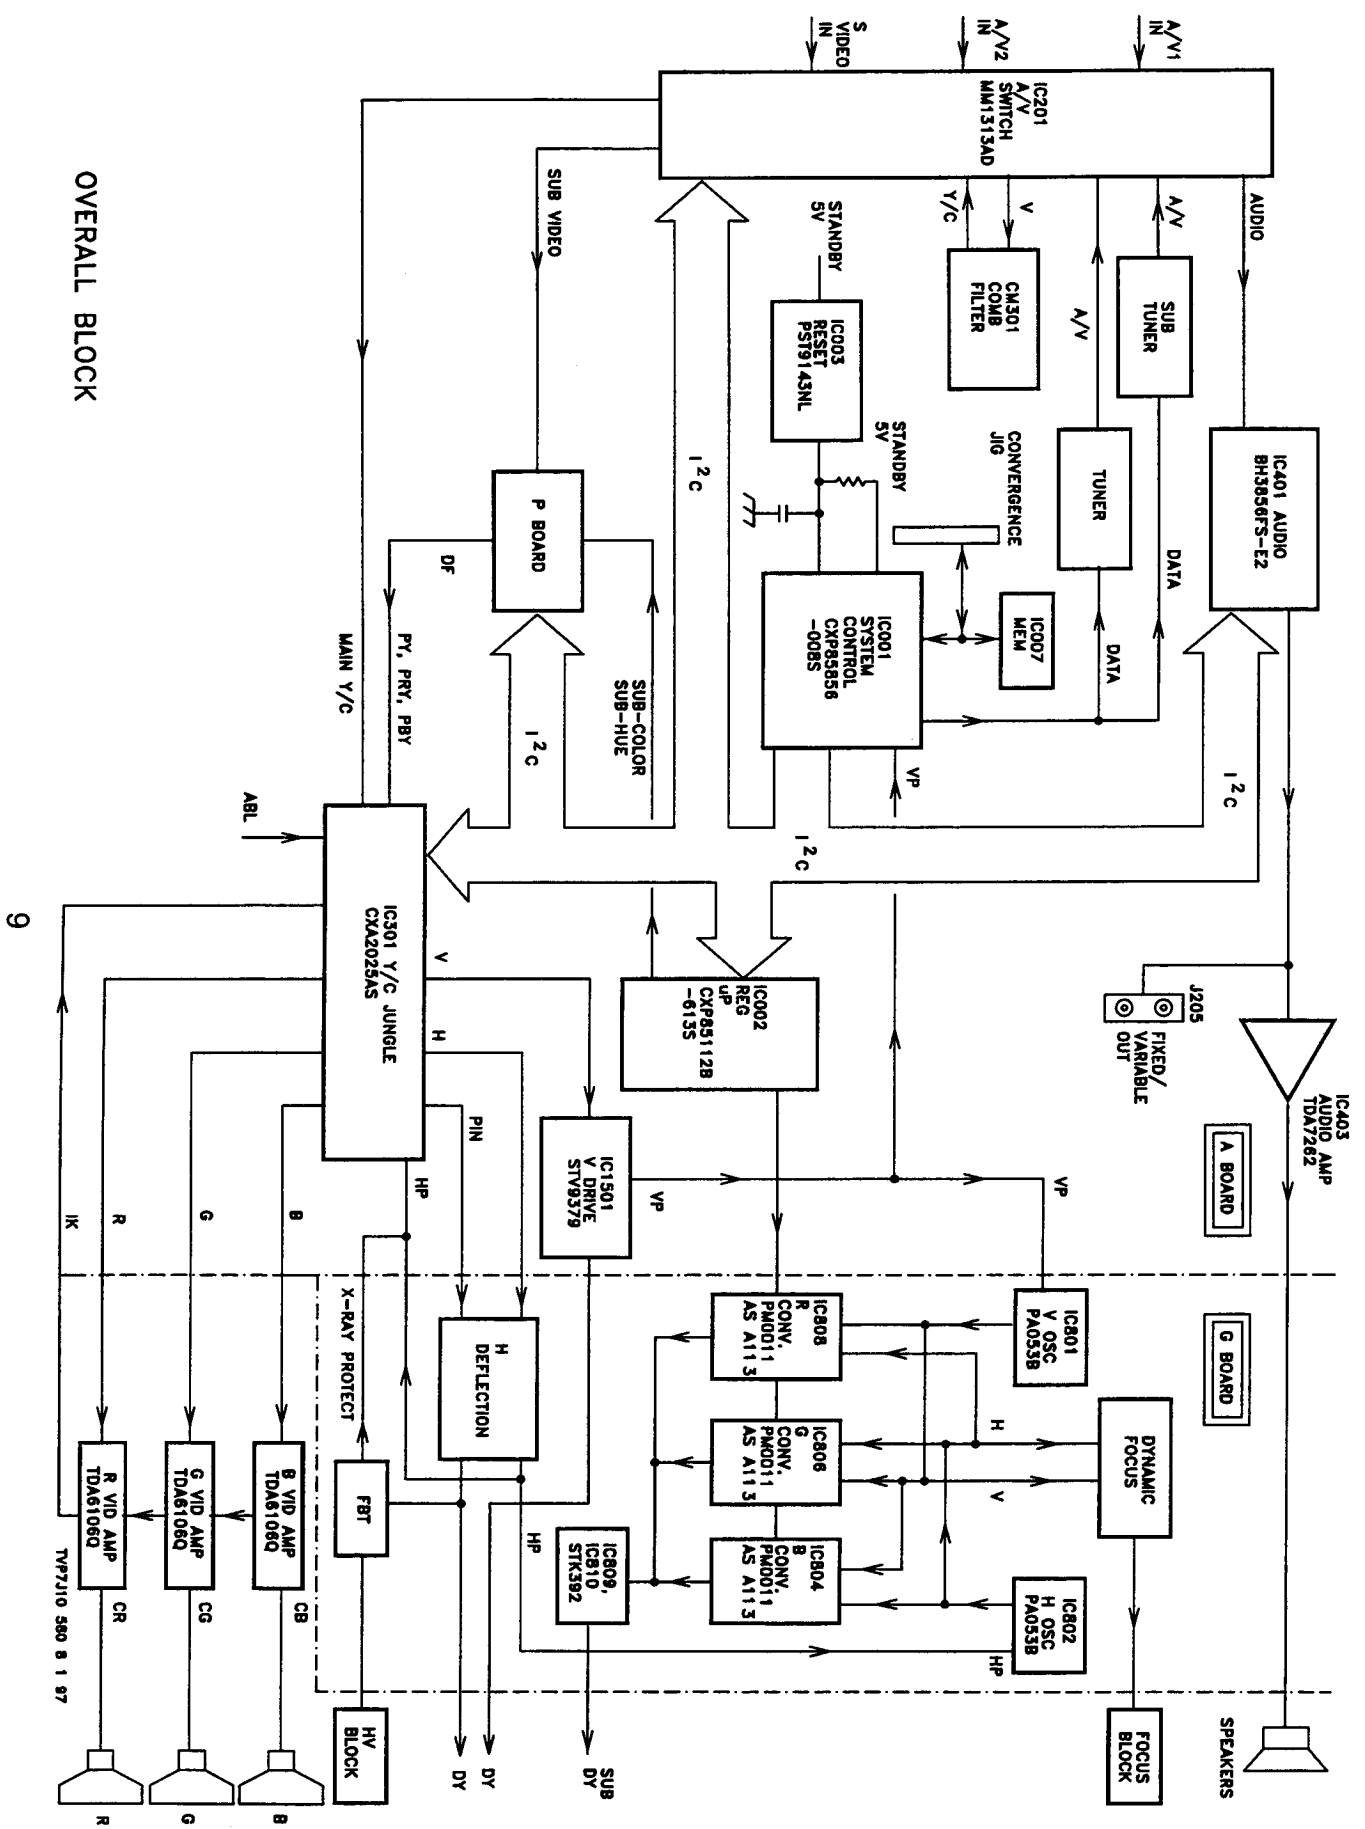 A/V1
IN
A/V2
IN
S
VIDEO
IN
IC201
A/V
SWITCH
MM1313AD
AUDIO
A/V
A/V
V
Y/C
SUB VIDEO
SUB
TUNER
CM301
COMB
FILTER
STANDBY
5V
IC003
RESET
PST9143NL
IC401 AUDIO
BH3856FS-E2
TUNER
CONVERGENCE
JIG
STANDBY
5V
I²C
P BOARD
DATA
DATA
IC007
MEM
IC001
SYSTEM
CONTROL
CXP85856
-008S
DF
PY, PRY, PBY
MAIN Y/C
SUB-COLOR
SUB-HUE
I²C
I²C
VP
I²C
ABL
IC301 Y/C JUNGLE
CXA2025AS
V
H
PIN
HP
IC002
REG
uP
CXP85112B
-613S
J205
FIXED/
VARIABLE
OUT
IC403
AUDIO AMP
TDA7262
A BOARD
IC1501
V DRIVE
STV9379
VP
VP
B
G
R
IK
G BOARD
IC801
V OSC
PA053B
IC808
R
CONV.
PM0011
AS A113
IC806
G
CONV.
PM0011
AS A113
IC804
B
CONV.
PM0011
AS A113
H
V
DYNAMIC
FOCUS
IC802
H OSC
PA053B
HP
H
DEFLECTION
X-RAY PROTECT
FBT
HP
IC809,
IC810
STK392
B VID AMP
TDA6106Q
G VID AMP
TDA6106Q
R VID AMP
TDA6106Q
CB
CG
CR
SPEAKERS
FOCUS
BLOCK
SUB
DY
DY
DY
HV
BLOCK
B
G
R
TVP7J10 580 8 1 97
OVERALL BLOCK
9